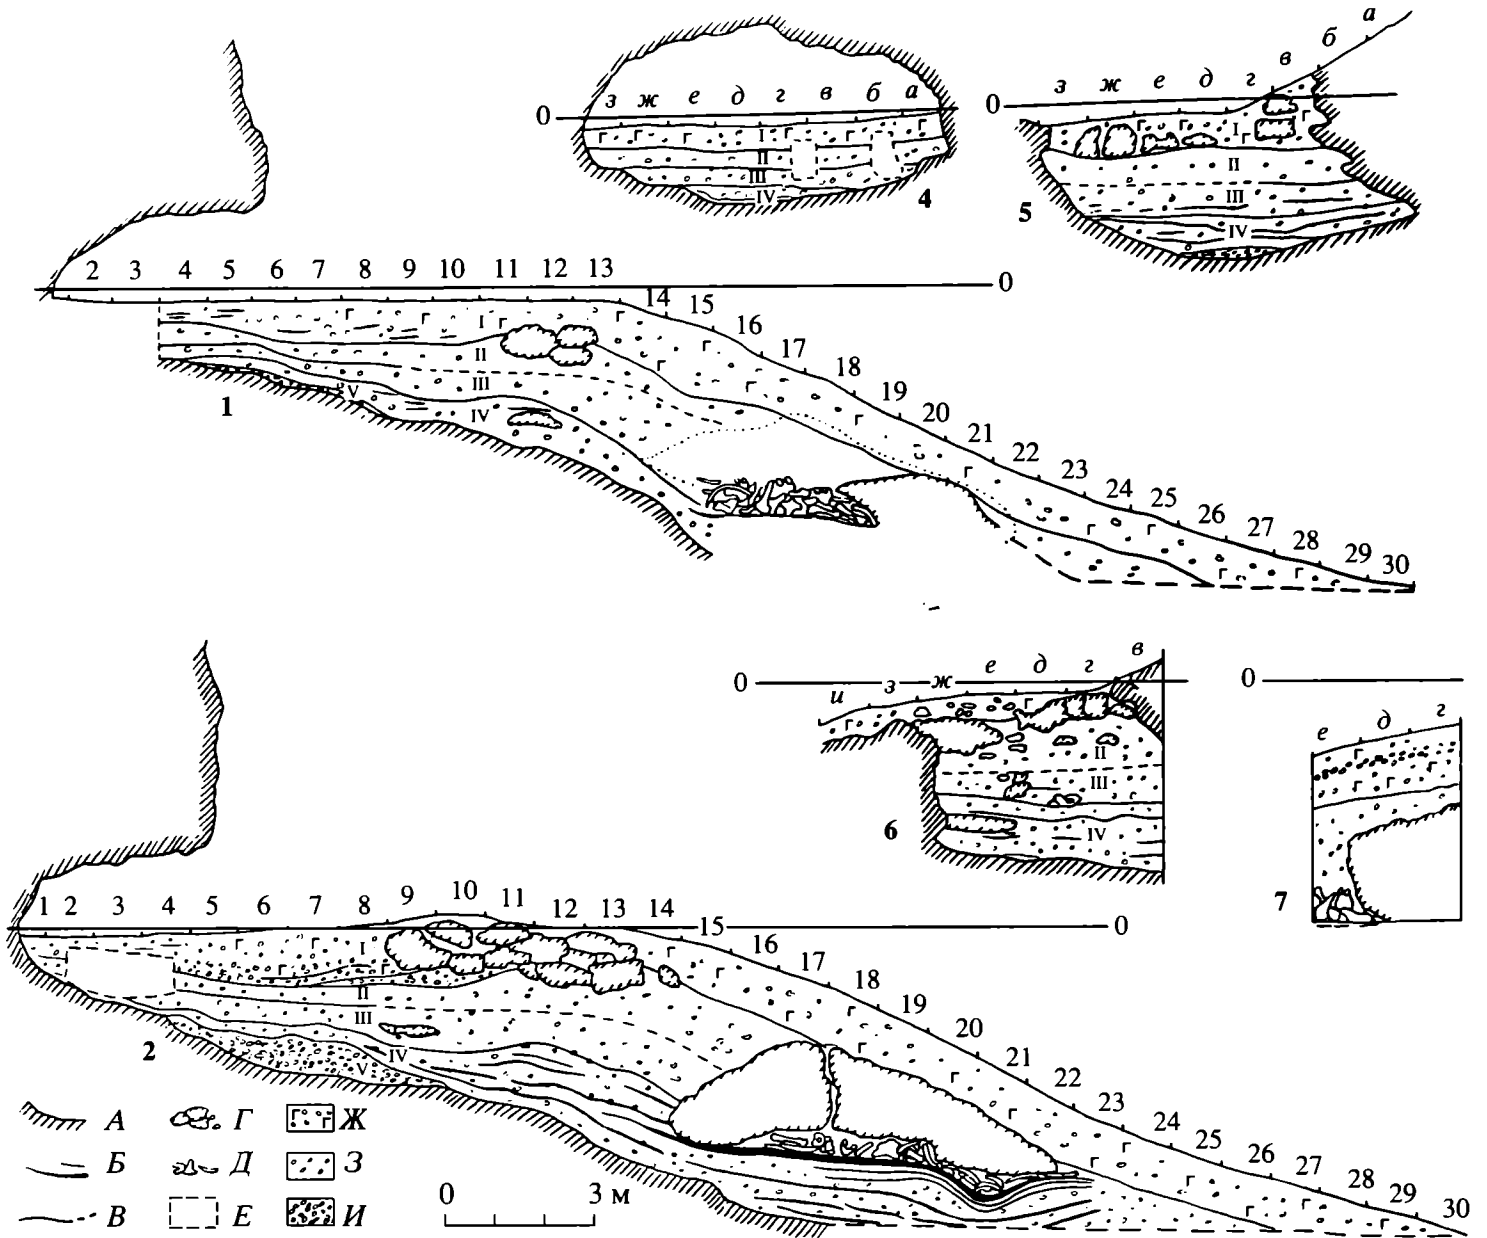 з ж е д г в б а
0
I
II
III
IV
4
а
б
в
з ж е д г
0
I
II
III
IV
5
2 3 4 5 6 7 8 9 10 11 12 13
0
14 15 16 17 18 19 20 21 22 23 24 25 26 27 28 29 30
I
II
III
IV
V
1
0
и з ж е д г в
II
III
IV
6
0
е д г
7
1 2 3 4 5 6 7 8 9 10 11 12 13 14 15
0
16 17 18 19 20 21 22 23 24 25 26 27 28 29 30
I
II
III
IV
V
2
А Г Ж
Б Д З
В Е И
0 3 м